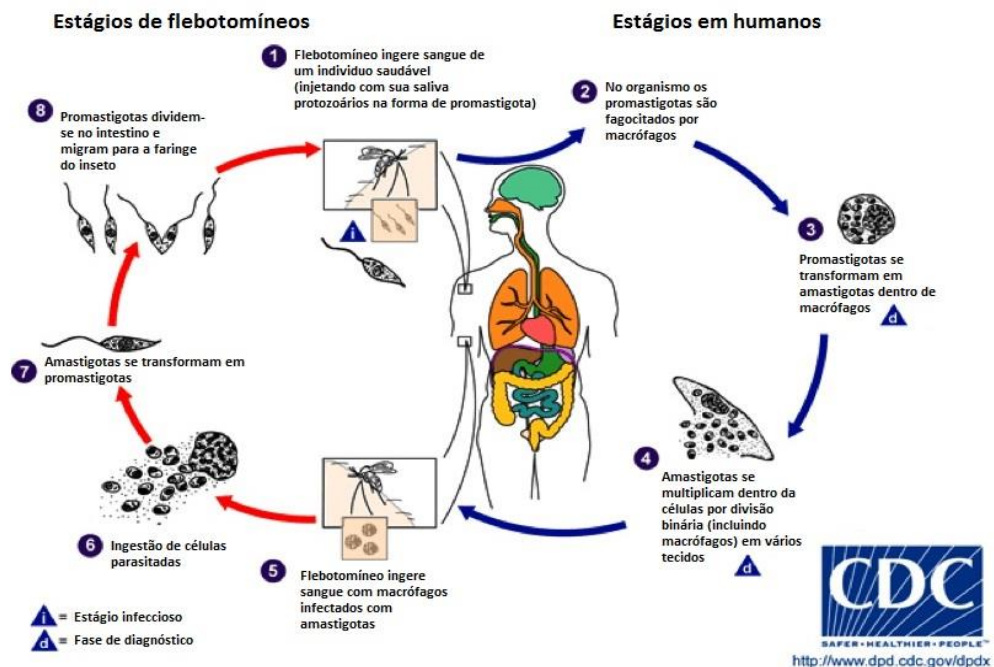 Estágios de flebotomíneos
Estágios em humanos
1
Flebotomíneo ingere sangue de
um individuo saudável
(injetando com sua saliva
protozoários na forma de promastigota)
2
No organismo os
promastigotas são
fagocitados por
macrófagos
3
Promastigotas se
transformam em
amastigotas dentro de
macrófagos
d
4
Amastigotas se
multiplicam dentro da
células por divisão
binária (incluindo
macrófagos) em vários
tecidos
d
5
Flebotomíneo ingere
sangue com macrófagos
infectados com
amastigotas
6
Ingestão de células
parasitadas
7
Amastigotas se transformam em
promastigotas
8
Promastigotas dividem-
se no intestino e
migram para a faringe
do inseto
i
i = Estágio infeccioso
d = Fase de diagnóstico
CDC
SAFER·HEALTHIER·PEOPLE™
http://www.dpd.cdc.gov/dpdx